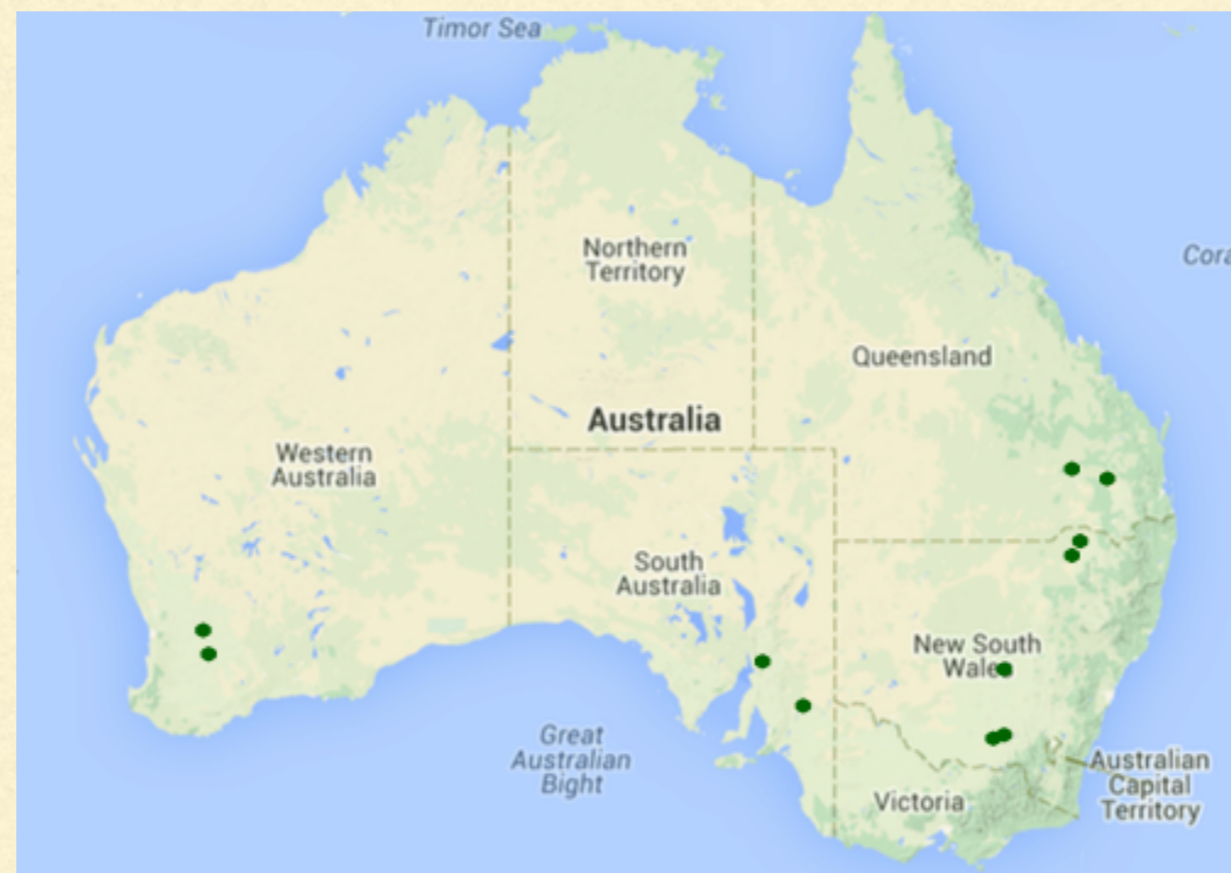 Timor Sea
Northern
Territory
Cora
Queensland
Australia
Western
Australia
South
Australia
New South
Wales
Great
Australian
Bight
Australian
Capital
Territory
Victoria